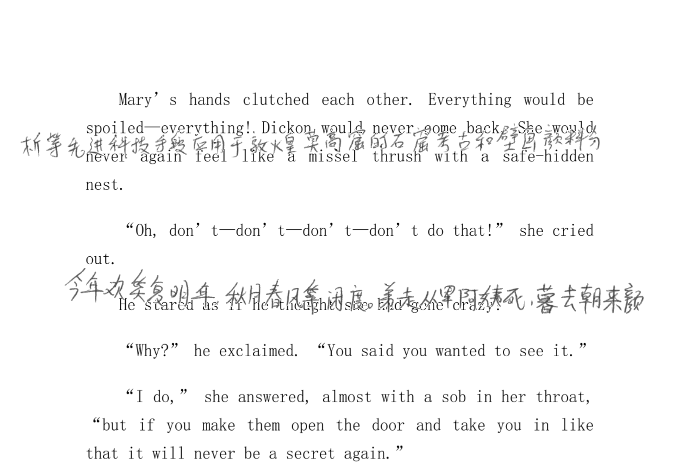 Mary’s hands clutched each other. Everything would be
spoiled—everything! Dickon would never come back. She would
析等先进科技手段应用于敦煌莫高窟的石窟考古和壁画颜料分
never again feel like a missel thrush with a safe-hidden
nest.
“Oh, don’t—don’t—don’t—don’t do that!” she cried
out.
今年欢笑复明年,秋月春风等闲度。弟走从军阿姨死,暮去朝来颜
He stared as if he thought she had gone crazy!
“Why?” he exclaimed. “You said you wanted to see it.”
“I do,” she answered, almost with a sob in her throat,
“but if you make them open the door and take you in like
that it will never be a secret again.”